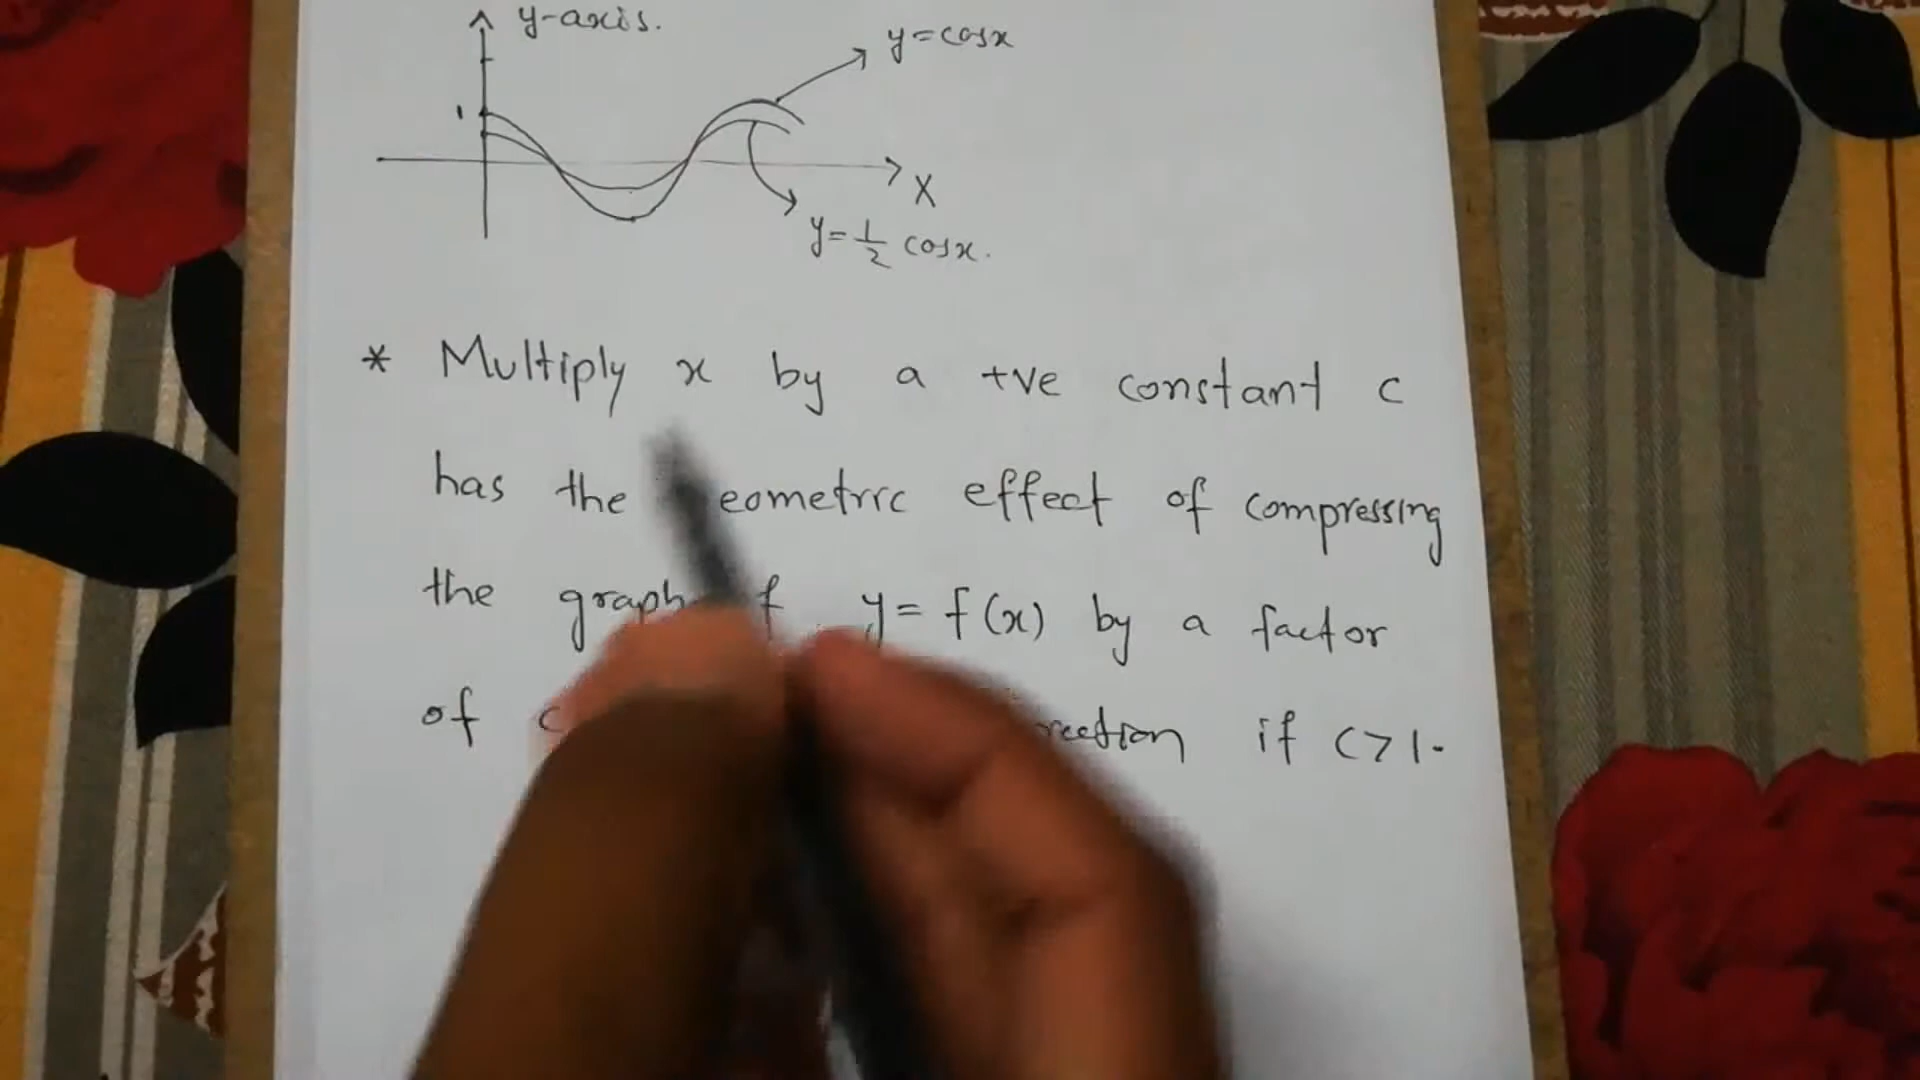 y-axis.
y=cosx
1
X
y=1/2 cosx.
* Multiply x by a +ve constant c
has the eometric effect of compressing
the graph f y=f(x) by a factor
of c rection if c>1.